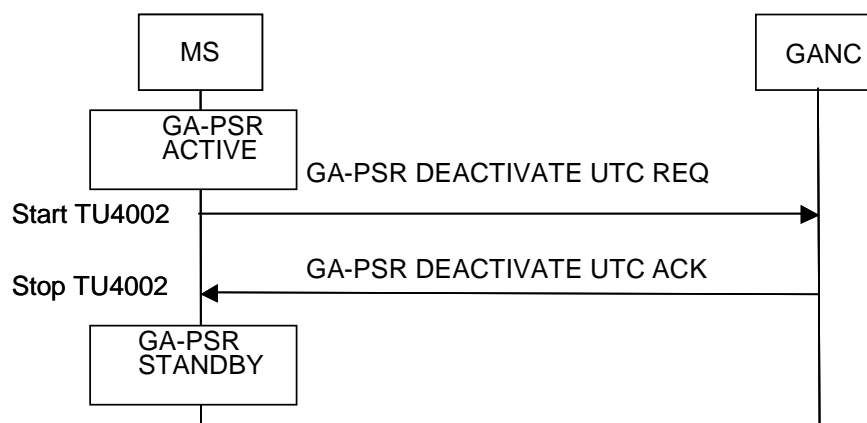 MS
GANC
GA-PSR
ACTIVE
GA-PSR DEACTIVATE UTC REQ
Start TU4002
GA-PSR DEACTIVATE UTC ACK
Stop TU4002
GA-PSR
STANDBY